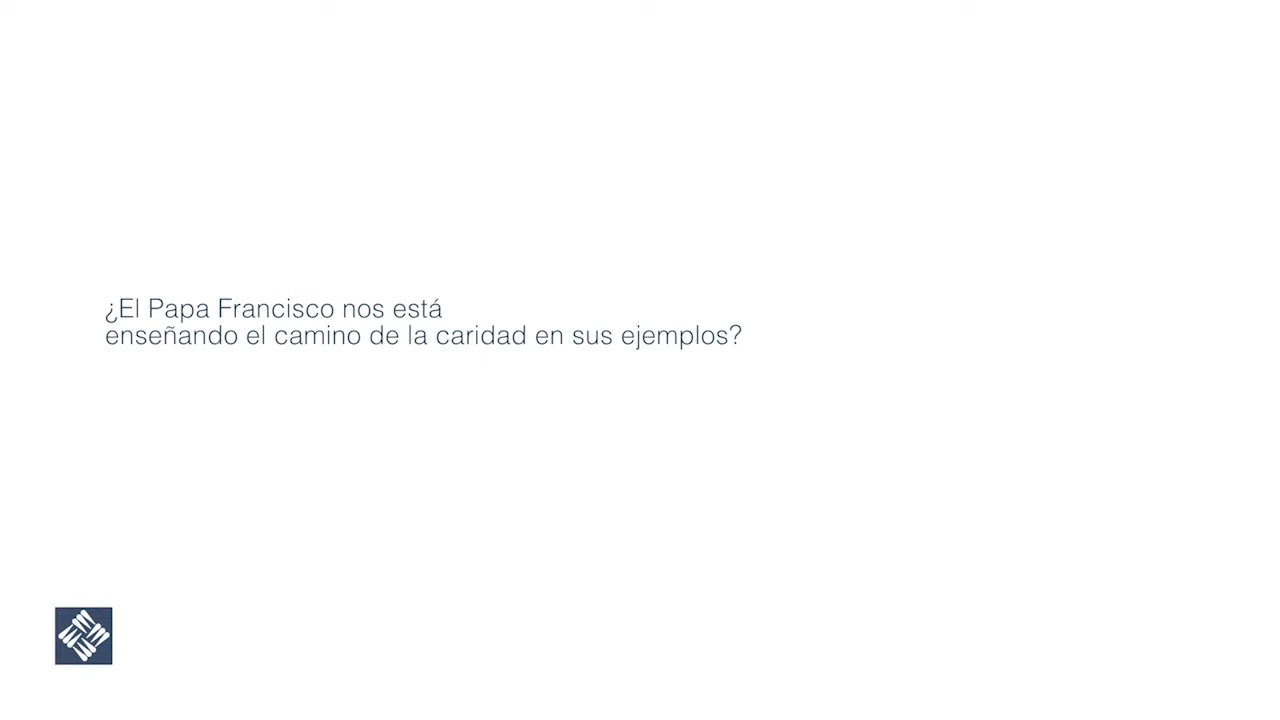 ¿El Papa Francisco nos está
enseñando el camino de la caridad en sus ejemplos?